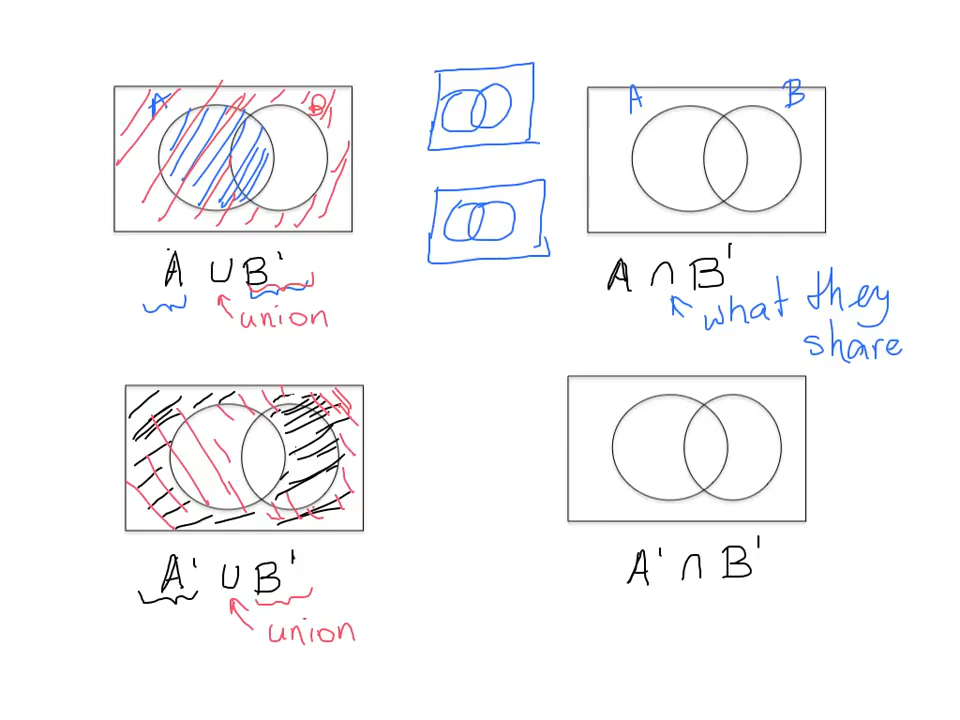 A B
A ∪ B'
union
A B
A ∩ B'
what they
share
A' ∪ B'
union
A' ∩ B'